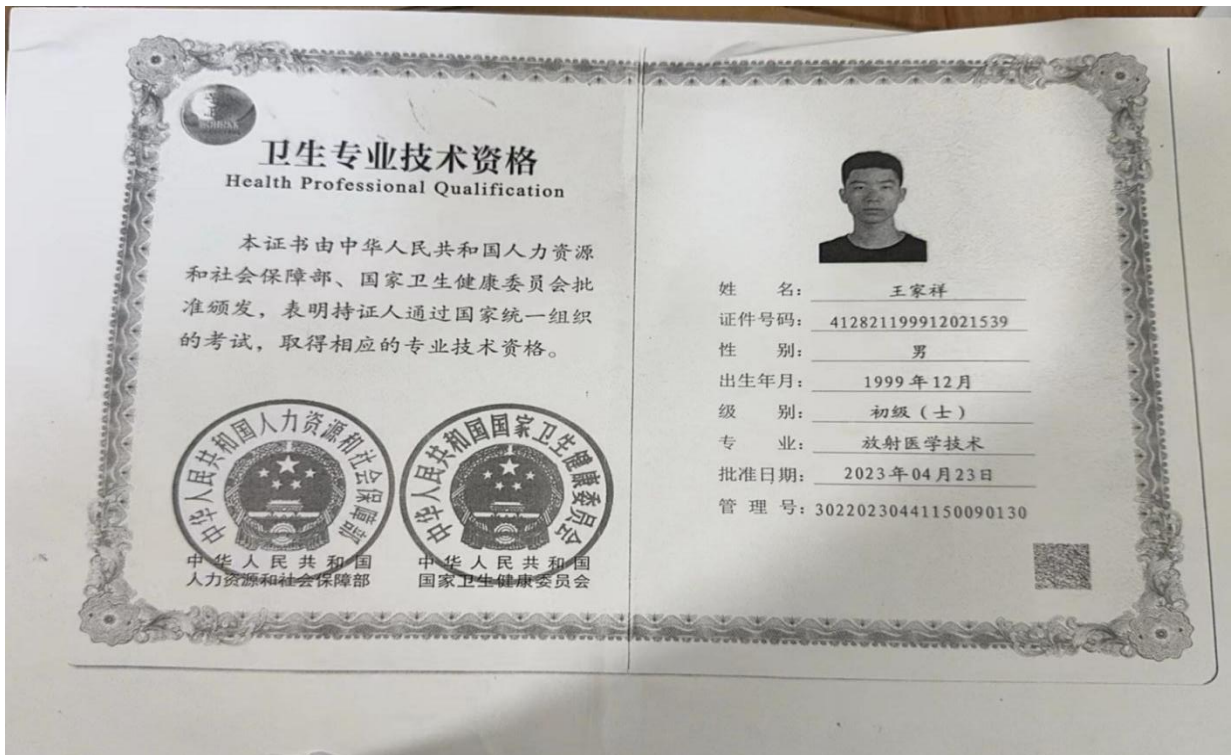 卫生专业技术资格
Health Professional Qualification
本证书由中华人民共和国人力资源
和社会保障部、国家卫生健康委员会批
准颁发，表明持证人通过国家统一组织
的考试，取得相应的专业技术资格。
中华人民共和国人力资源和社会保障部
中华人民共和国
人力资源和社会保障部
中华人民共和国国家卫生健康委员会
中华人民共和国
国家卫生健康委员会
姓 名： 王家祥
证件号码： 412821199912021539
性 别： 男
出生年月： 1999年12月
级 别： 初级（士）
专 业： 放射医学技术
批准日期： 2023年04月23日
管 理 号：30220230441150090130